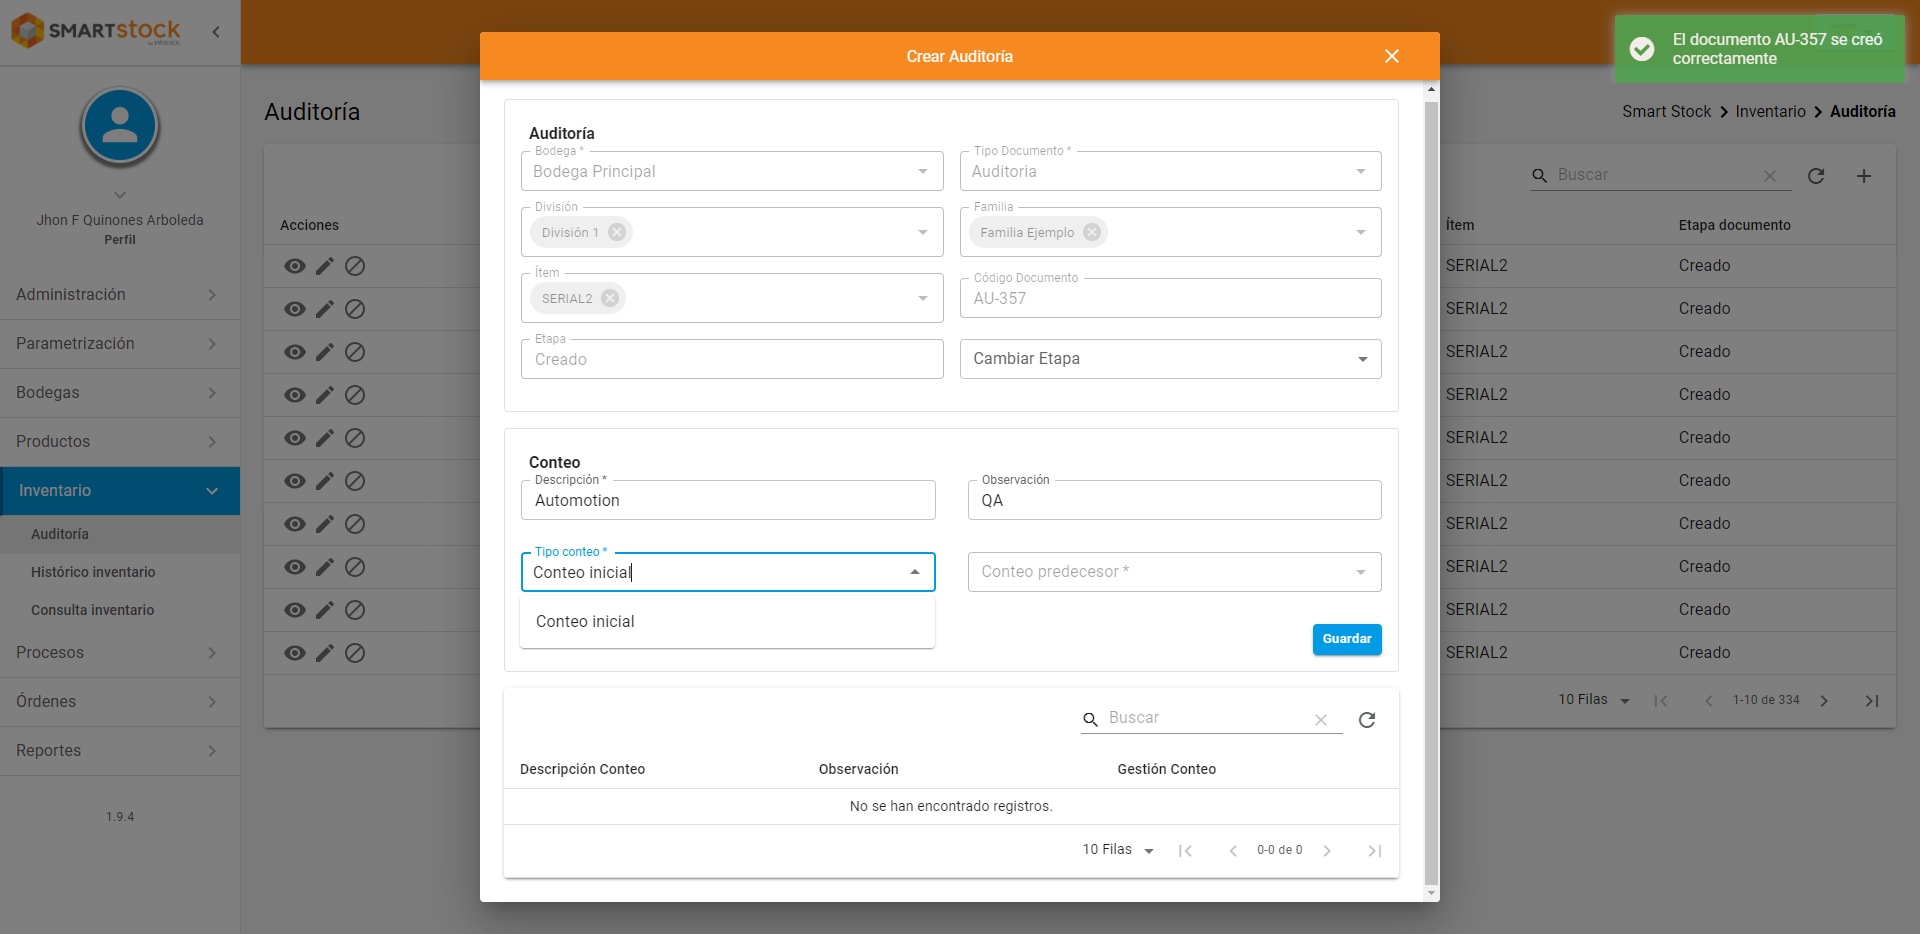 SMARTSTOCK
by infotrack
Jhon F Quinones Arboleda
Perfil
Administración
Parametrización
Bodegas
Productos
Inventario
Auditoría
Histórico inventario
Consulta inventario
Procesos
Órdenes
Reportes
1.9.4
Auditoría
Smart Stock > Inventario > Auditoría
El documento AU-357 se creó
correctamente
Buscar
Acciones
Ítem
Etapa documento
SERIAL2 Creado
SERIAL2 Creado
SERIAL2 Creado
SERIAL2 Creado
SERIAL2 Creado
SERIAL2 Creado
SERIAL2 Creado
SERIAL2 Creado
SERIAL2 Creado
SERIAL2 Creado
10 Filas
1-10 de 334
Crear Auditoría
Auditoría
Bodega *
Bodega Principal
Tipo Documento *
Auditoria
División
División 1
Familia
Familia Ejemplo
Ítem
SERIAL2
Código Documento
AU-357
Etapa
Creado
Cambiar Etapa
Conteo
Descripción *
Automotion
Observación
QA
Tipo conteo *
Conteo inicial
Conteo predecesor *
Conteo inicial
Guardar
Buscar
Descripción Conteo Observación Gestión Conteo
No se han encontrado registros.
10 Filas
0-0 de 0